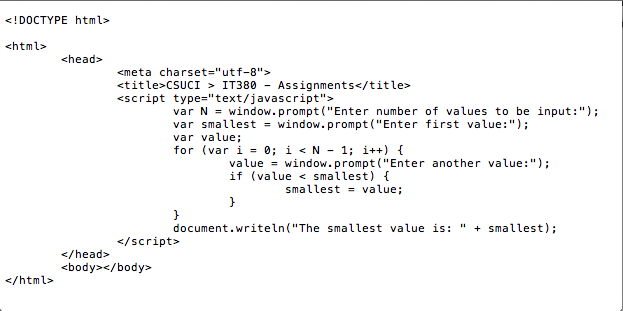 <!DOCTYPE html>
<html>
<head>
<meta charset="utf-8">
<title>CSUCI > IT380 - Assignments</title>
<script type="text/javascript">
var N = window.prompt("Enter number of values to be input:");
var smallest = window.prompt("Enter first value:");
var value;
for (var i = 0; i < N - 1; i++) {
value = window.prompt("Enter another value:");
if (value < smallest) {
smallest = value;
}
}
document.writeln("The smallest value is: " + smallest);
</script>
</head>
<body></body>
</html>